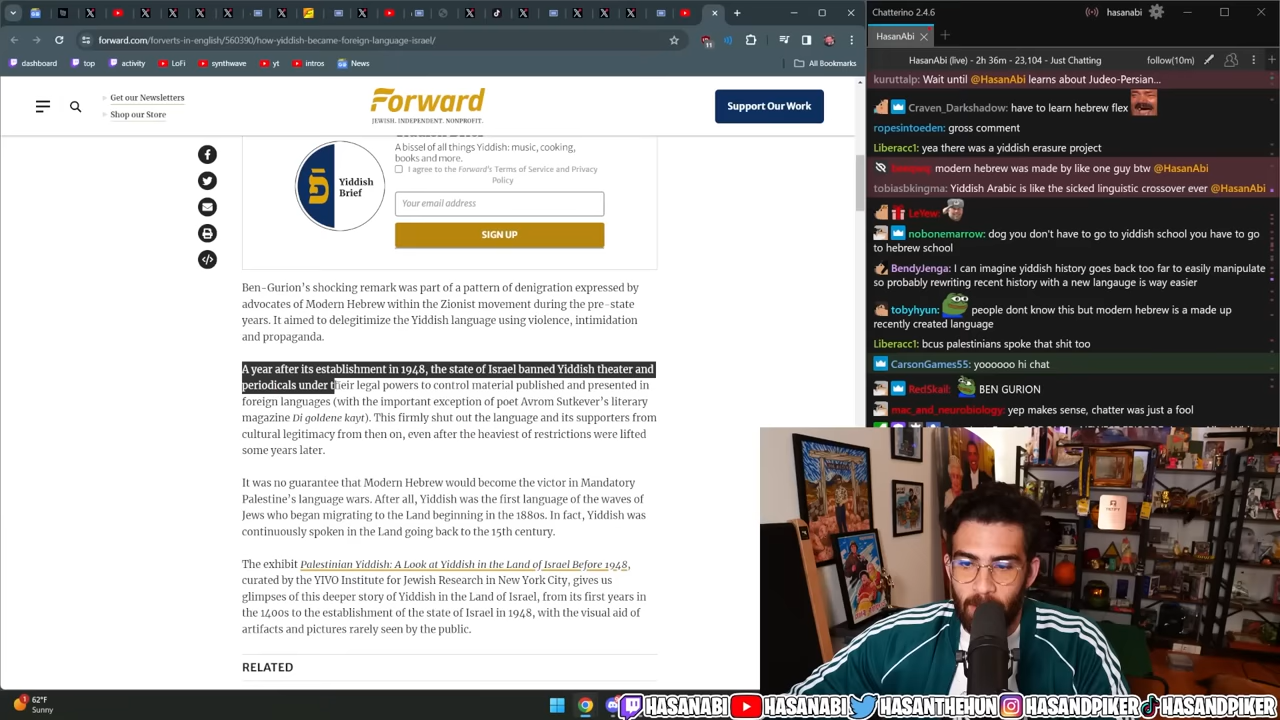 forward.com/forverts-in-english/560390/how-yiddish-became-foreign-language-israel/
11
dashboard
top
activity
LoFi
synthwave
yt
intros
News
All Bookmarks
Get our Newsletters
Shop our Store
Forward
JEWISH. INDEPENDENT. NONPROFIT.
Support Our Work
Yiddish
Brief
A bissel of all things Yiddish: music, cooking,
books and more.
I agree to the Forward's Terms of Service and Privacy
Policy
Your email address
SIGN UP
Ben-Gurion's shocking remark was part of a pattern of denigration expressed by
advocates of Modern Hebrew within the Zionist movement during the pre-state
years. It aimed to delegitimize the Yiddish language using violence, intimidation
and propaganda.
A year after its establishment in 1948, the state of Israel banned Yiddish theater and
periodicals under their legal powers to control material published and presented in
foreign languages (with the important exception of poet Avrom Sutkever's literary
magazine Di goldene kayt). This firmly shut out the language and its supporters from
cultural legitimacy from then on, even after the heaviest of restrictions were lifted
some years later.
It was no guarantee that Modern Hebrew would become the victor in Mandatory
Palestine's language wars. After all, Yiddish was the first language of the waves of
Jews who began migrating to the Land beginning in the 1880s. In fact, Yiddish was
continuously spoken in the Land going back to the 15th century.
The exhibit Palestinian Yiddish: A Look at Yiddish in the Land of Israel Before 1948,
curated by the YIVO Institute for Jewish Research in New York City, gives us
glimpses of this deeper story of Yiddish in the Land of Israel, from its first years in
the 1400s to the establishment of the state of Israel in 1948, with the visual aid of
artifacts and pictures rarely seen by the public.
RELATED
62°F
Sunny
Chatterino 2.4.6
hasanabi
HasanAbi
HasanAbi (live) - 2h 36m - 23,104 - Just Chatting
follow(10m)
kuruttalp: Wait until @HasanAbi learns about Judeo-Persian...
Craven_Darkshadow: have to learn hebrew flex
ropesintoeden: gross comment
Liberacc1: yea there was a yiddish erasure project
modern hebrew was made by like one guy btw @HasanAbi
tobiasbkingma: Yiddish Arabic is like the sicked linguistic crossover ever @HasanAbi
LeYew:
nobonemarrow: dog you don't have to go to yiddish school you have to go
to hebrew school
BendyJenga: I can imagine yiddish history goes back too far to easily manipulate
so probably rewriting recent history with a new langauge is way easier
tobyhfun: people dont know this but modern hebrew is a made up
recently created language
Liberacc1: bcus palestinians spoke that shit too
CarsonGames55: yoooooo hi chat
RedSkail: BEN GURION
mac_and_neurobiology: yep makes sense, chatter was just a fool
HASANABI
HASANABI
HASANTHEHUN
HASANDPIKER
HASANDPIKER